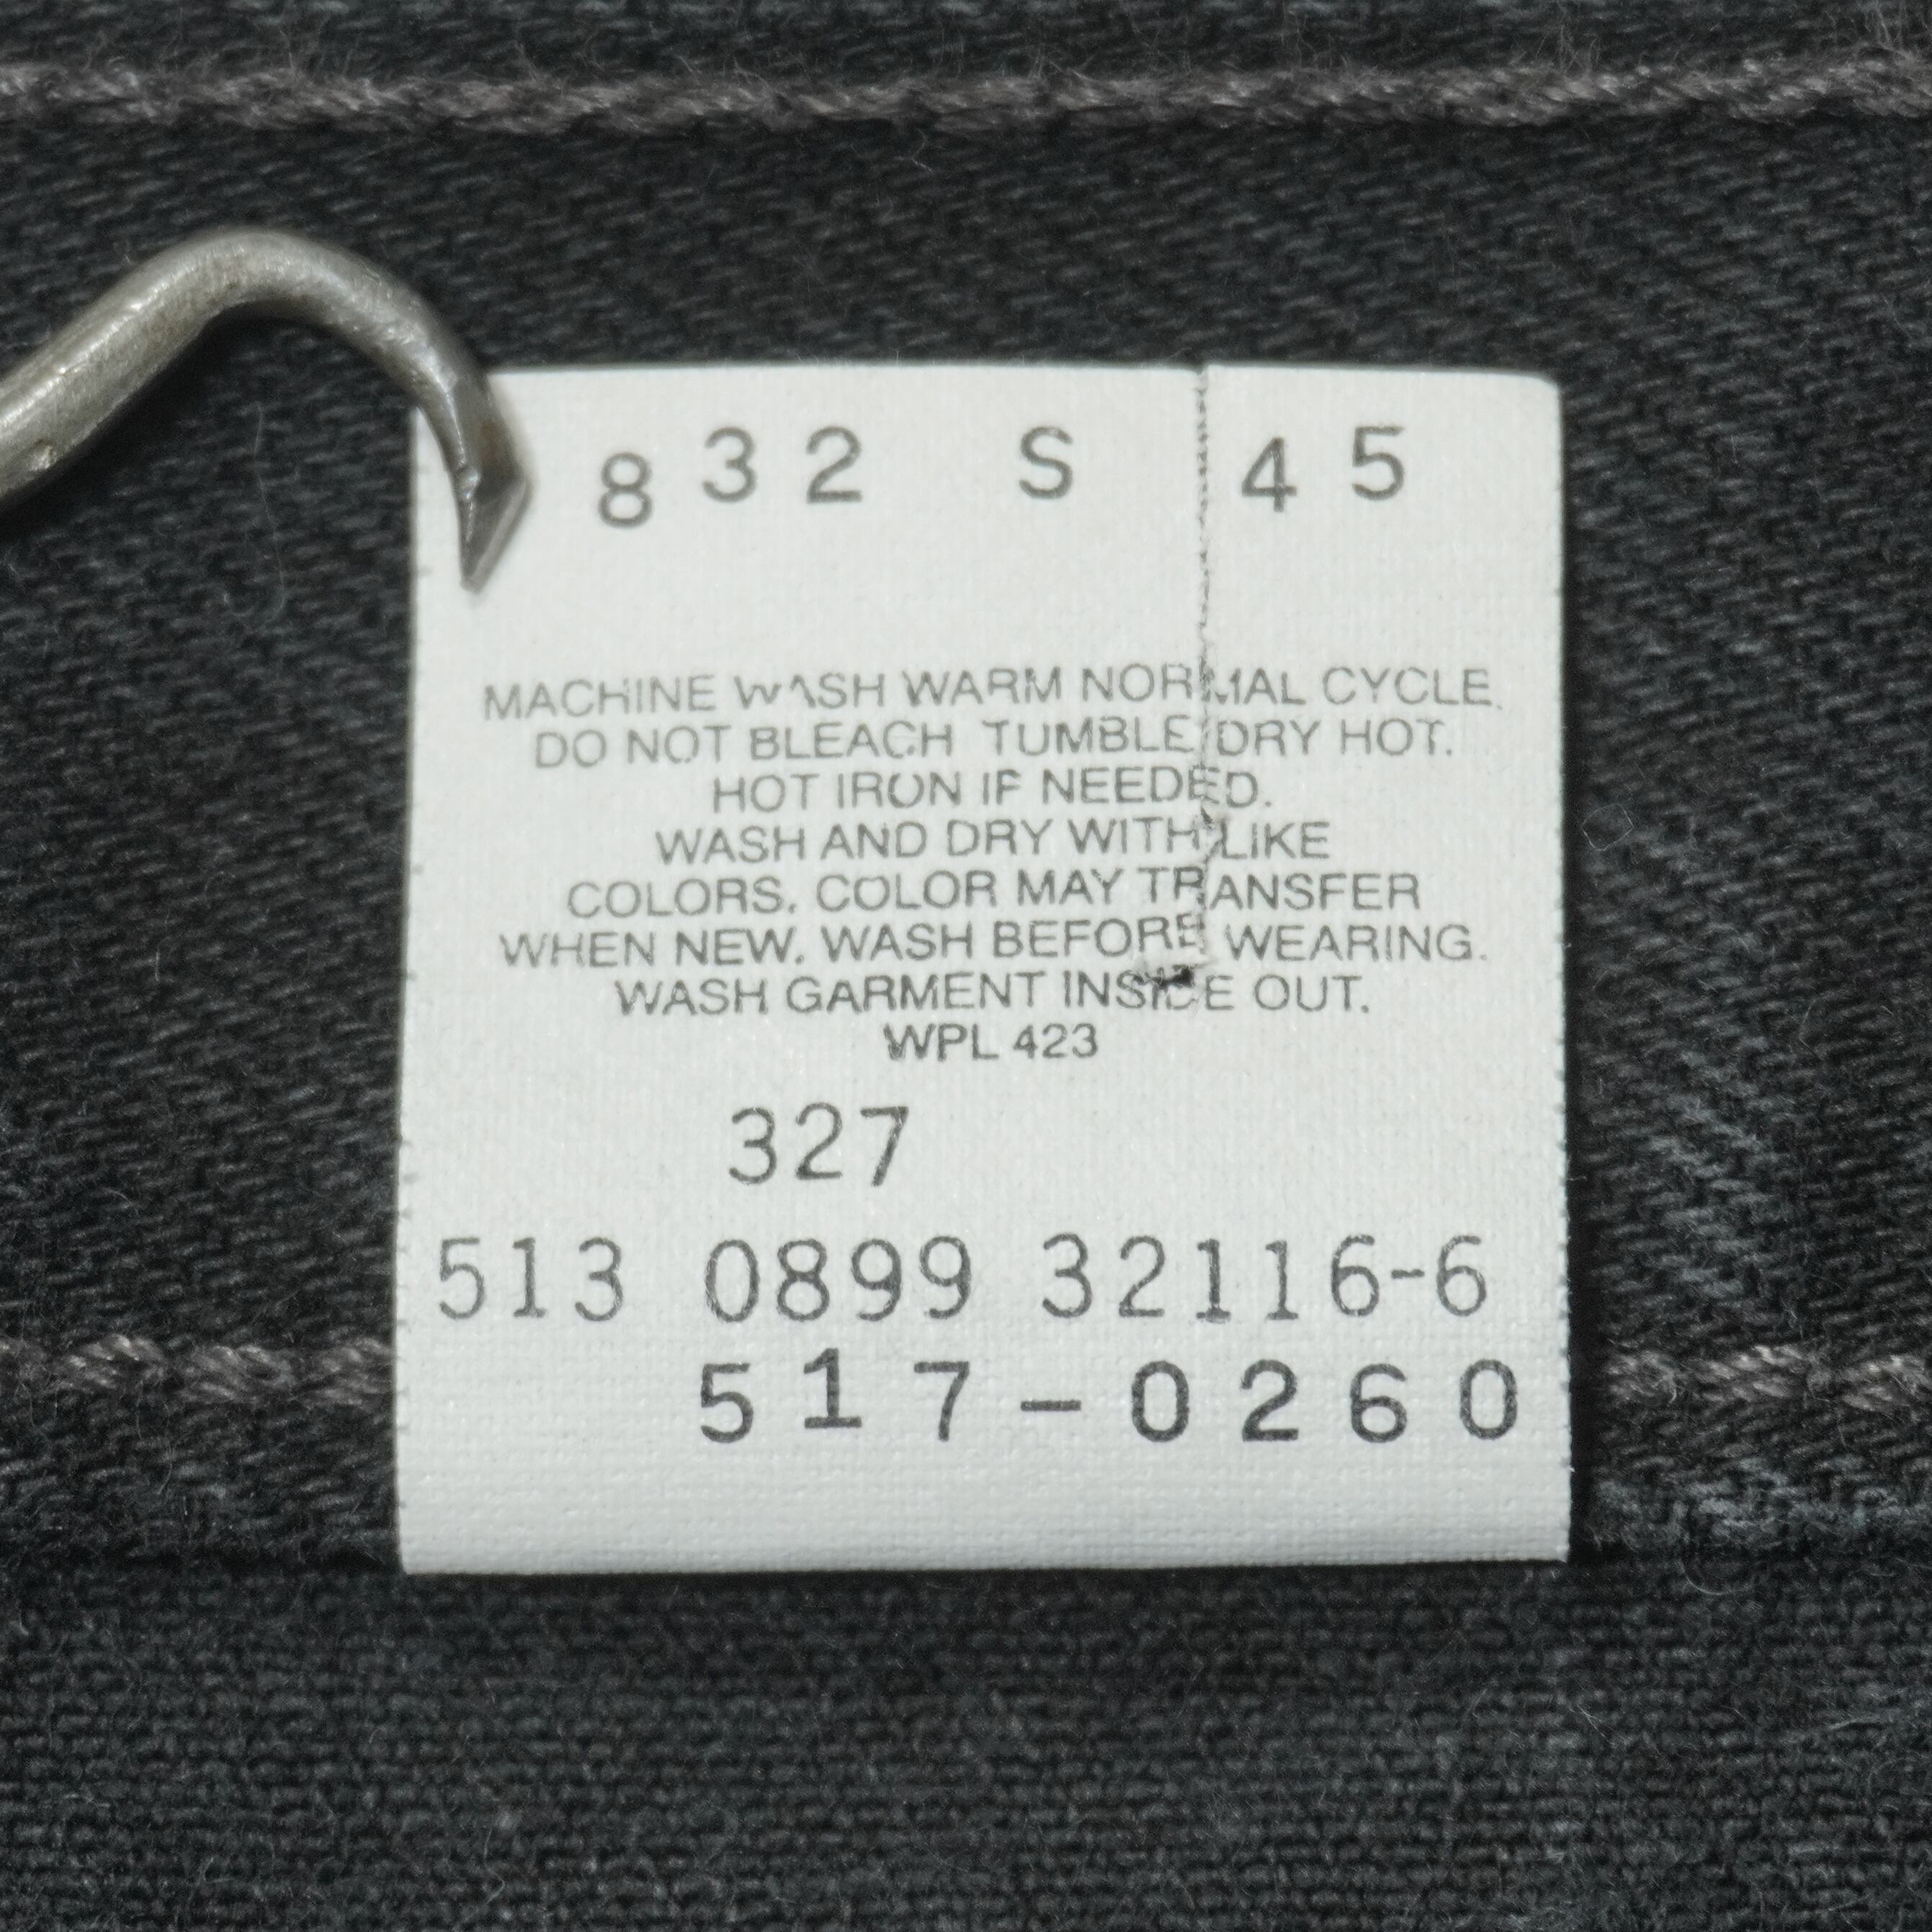 832 S 45
MACHINE WASH WARM NORMAL CYCLE.
DO NOT BLEACH TUMBLE DRY HOT.
HOT IRON IF NEEDED.
WASH AND DRY WITH LIKE
COLORS. COLOR MAY TRANSFER
WHEN NEW. WASH BEFORE WEARING.
WASH GARMENT INSIDE OUT.
WPL 423
327
513 0899 32116-6
517-0260